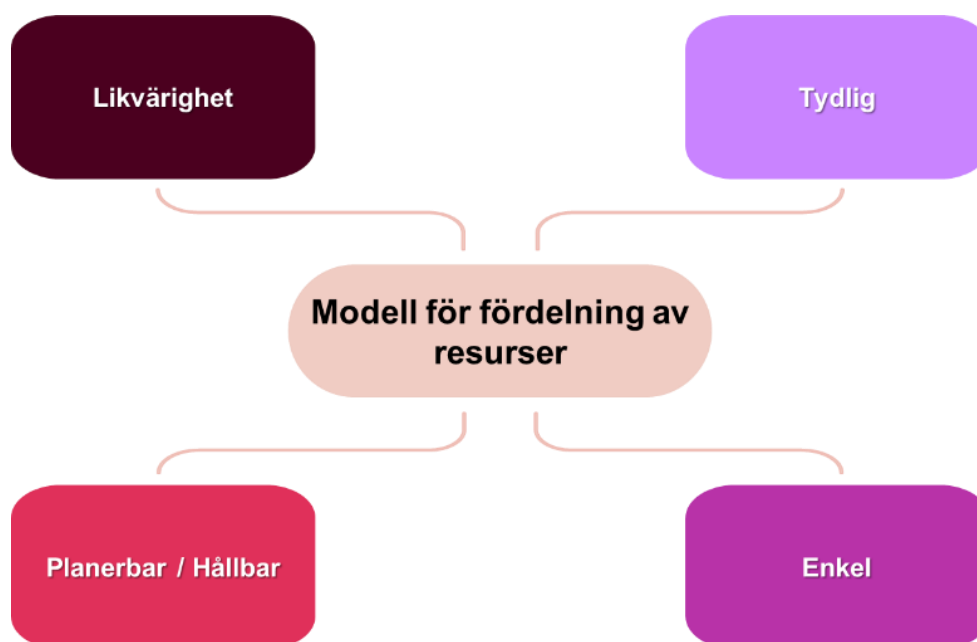 Likvärighet
Tydlig
Modell för fördelning av
resurser
Planerbar / Hållbar
Enkel